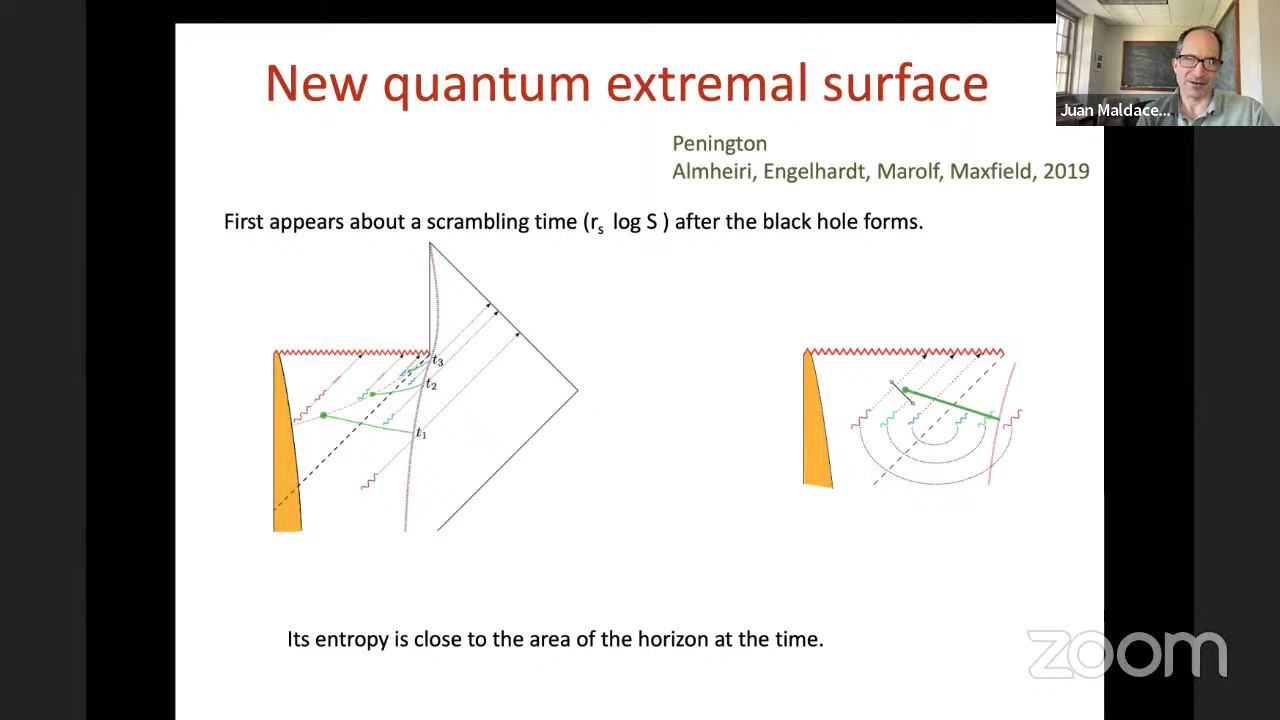 New quantum extremal surface
Juan Maldace...
Penington
Almheiri, Engelhardt, Marolf, Maxfield, 2019
First appears about a scrambling time (rs log S ) after the black hole forms.
t3
t2
t1
Its entropy is close to the area of the horizon at the time.
zoom